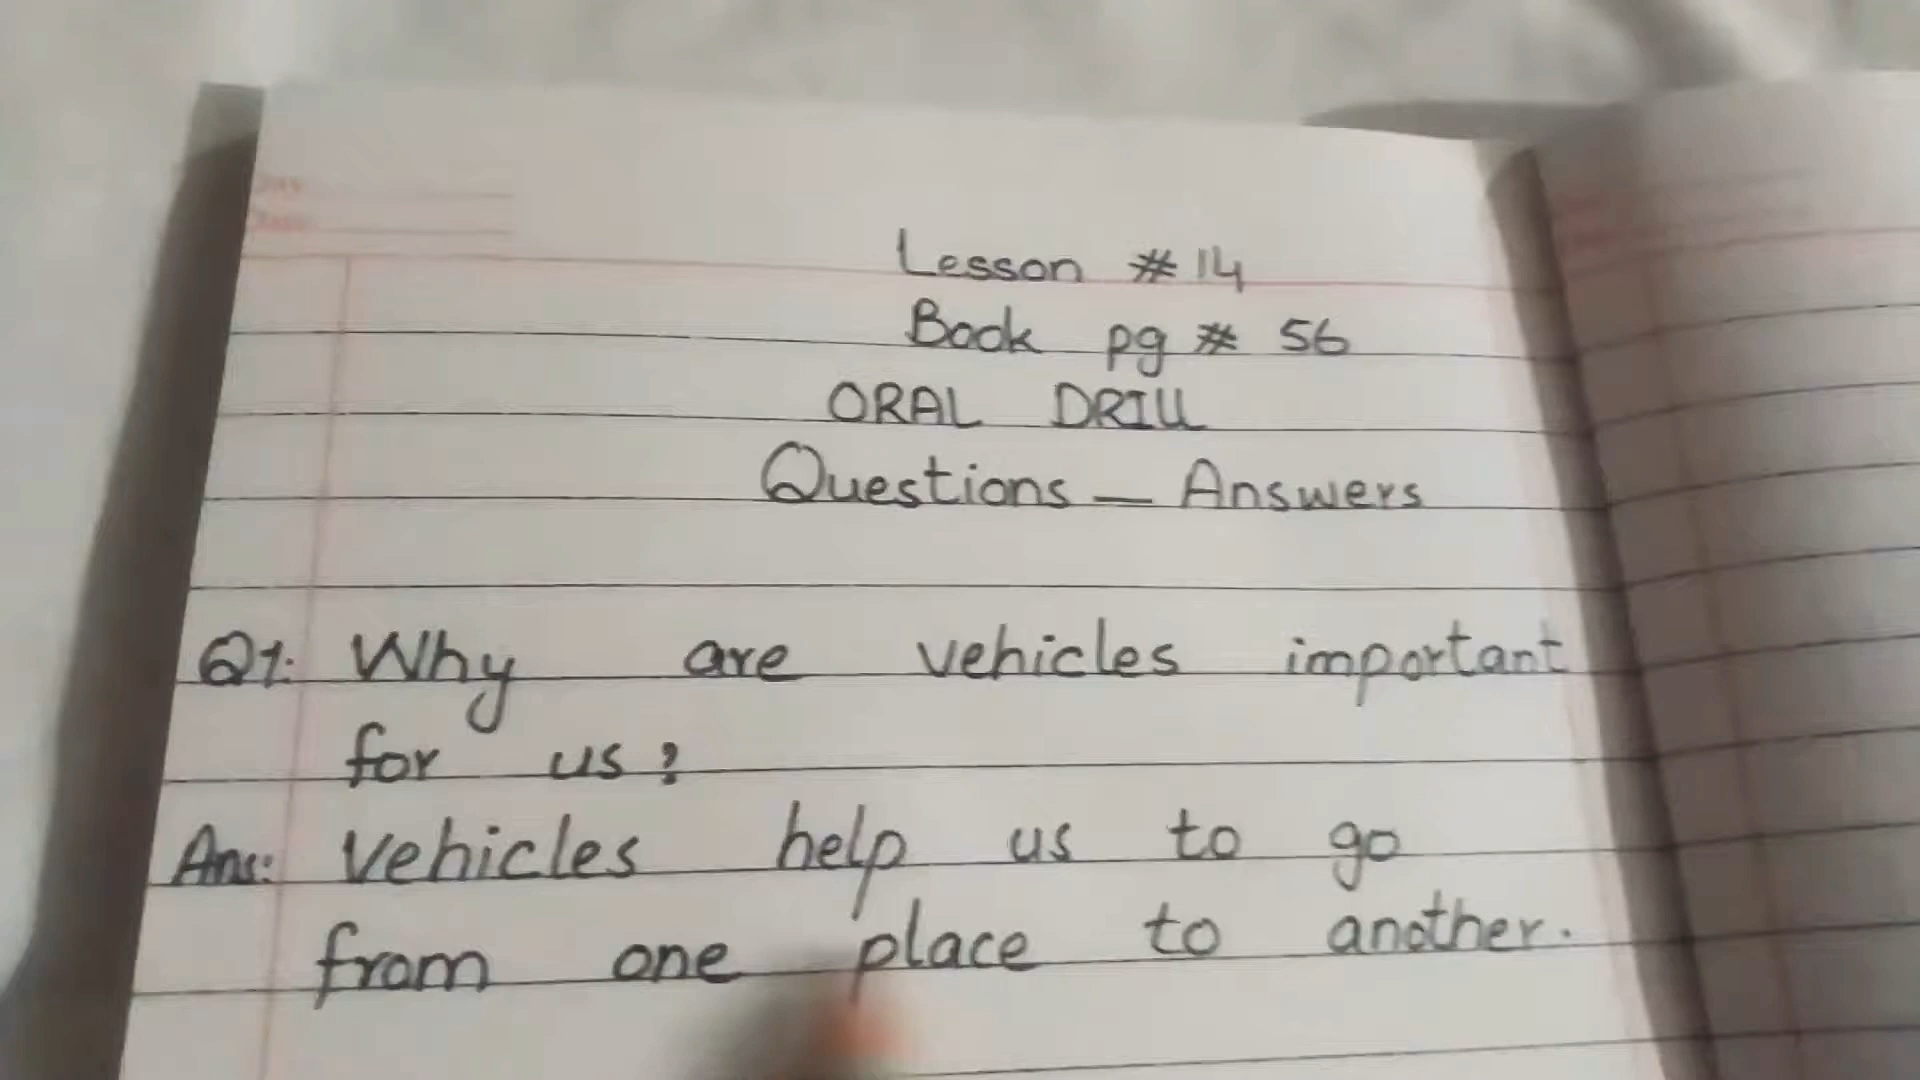 Lesson # 14
Book pg # 56
ORAL DRILL
Questions – Answers
Q1. Why are vehicles important
for us?
Ans: Vehicles help us to go
from one place to another.